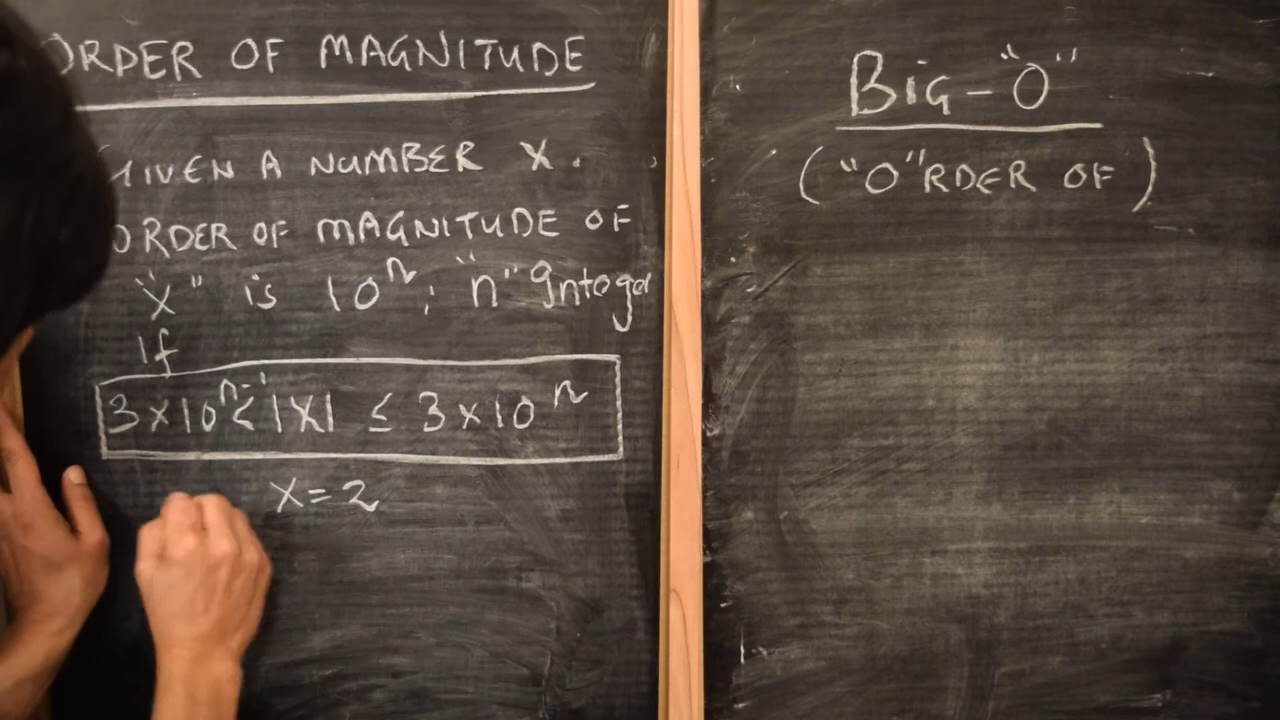 ORDER OF MAGNITUDE
GIVEN A NUMBER X.
ORDER OF MAGNITUDE OF
"X" is 10ⁿ; "n" Integer
If
3×10ⁿ⁻¹ < |X| ≤ 3×10ⁿ
X=2
Big-"O"
("O"RDER OF)